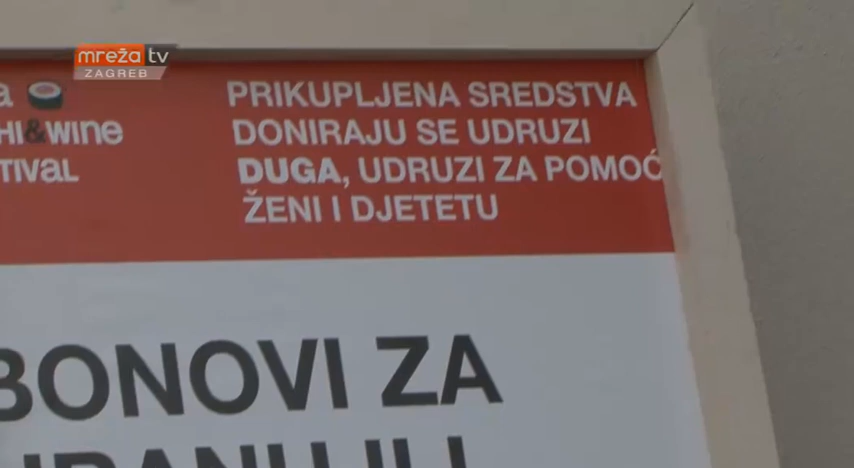 mreža tv
ZAGREB
PRIKUPLJENA SREDSTVA
DONIRAJU SE UDRUZI
DUGA, UDRUZI ZA POMOĆ
ŽENI I DJETETU
a
HI&WINE
TIVAL
BONOVI ZA